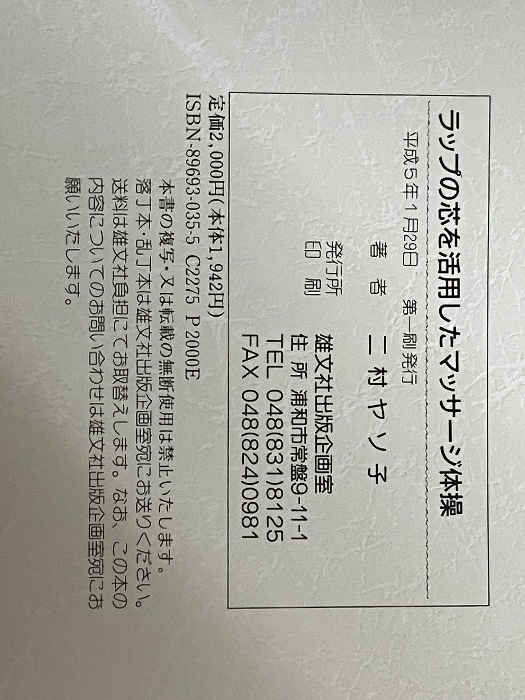 ラップの芯を活用したマッサージ体操
平成5年1月29日 第一刷発行
著者 二村ヤソ子
発行所
印刷
雄文社出版企画室
住所 浦和市常盤9-11-1
TEL 048(831)8125
FAX 048(824)0981
定価2,000円(本体1,942円)
ISBN-89693-035-5 C2275 P2000E
本書の複写・又は転載の無断使用は禁止いたします。
落丁本・乱丁本は雄文社出版企画室宛にお送りください。
送料は雄文社負担にてお取替えします。なお、この本の
内容についてのお問い合わせは雄文社出版企画室宛にお
願いいたします。